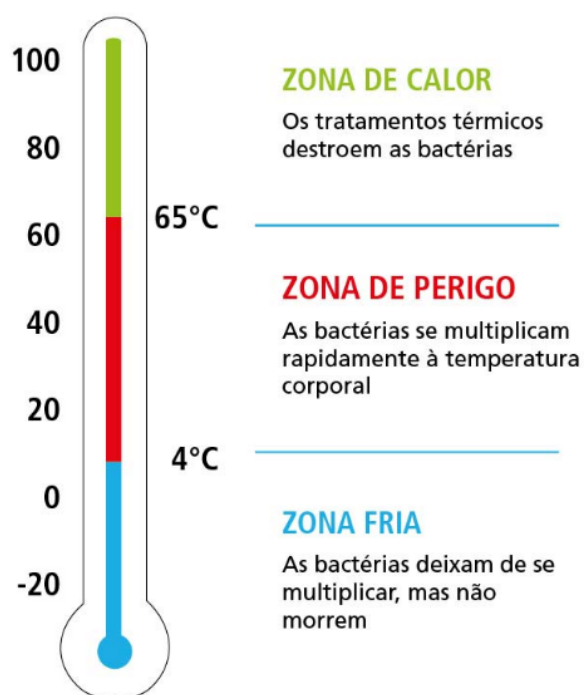 100
80
60
40
20
0
-20
65°C
4°C
ZONA DE CALOR
Os tratamentos térmicos
destroem as bactérias
ZONA DE PERIGO
As bactérias se multiplicam
rapidamente à temperatura
corporal
ZONA FRIA
As bactérias deixam de se
multiplicar, mas não
morrem